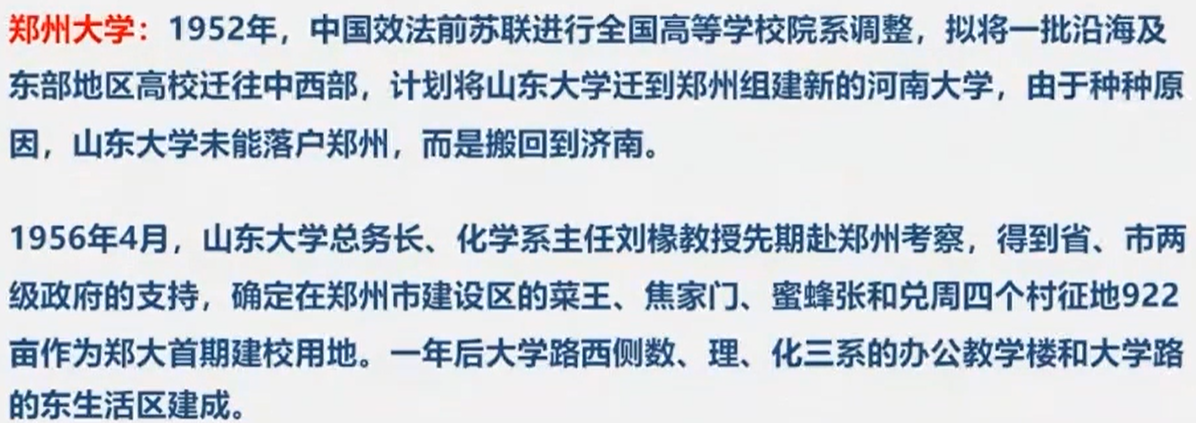 郑州大学：1952年，中国效法前苏联进行全国高等学校院系调整，拟将一批沿海及
东部地区高校迁往中西部，计划将山东大学迁到郑州组建新的河南大学，由于种种原
因，山东大学未能落户郑州，而是搬回到济南。
1956年4月，山东大学总务长、化学系主任刘椽教授先期赴郑州考察，得到省、市两
级政府的支持，确定在郑州市建设区的菜王、焦家门、蜜蜂张和兑周四个村征地922
亩作为郑大首期建校用地。一年后大学路西侧数、理、化三系的办公教学楼和大学路
的东生活区建成。